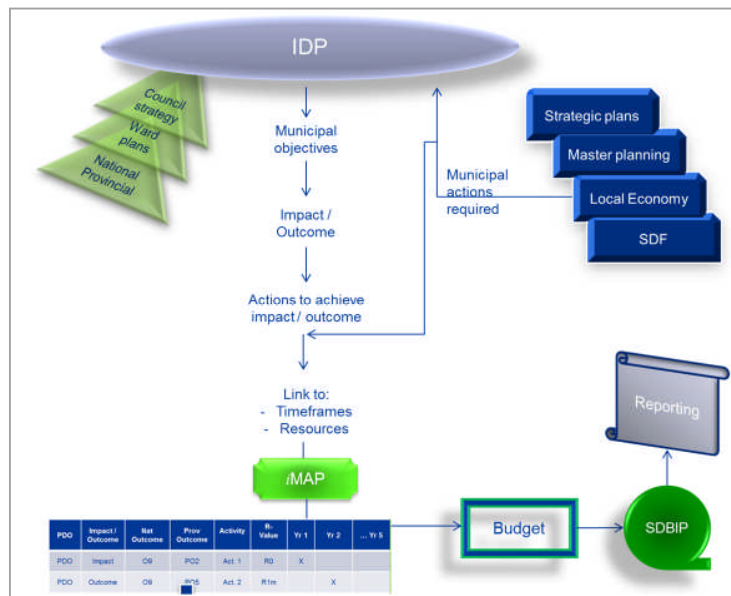 IDP
Council
strategy
Ward
plans
National
Provincial
Municipal
objectives
Impact /
Outcome
Actions to achieve
impact / outcome
Municipal
actions
required
Strategic plans
Master planning
Local Economy
SDF
Link to:
- Timeframes
- Resources
iMAP
PDO Impact / Outcome Nat Outcome Prov Outcome Activity R-Value Yr 1 Yr 2 ... Yr 5
PDO Impact O9 PO2 Act. 1 R0 X
PDO Outcome O9 PO5 Act. 2 R1m X
Budget
SDBIP
Reporting